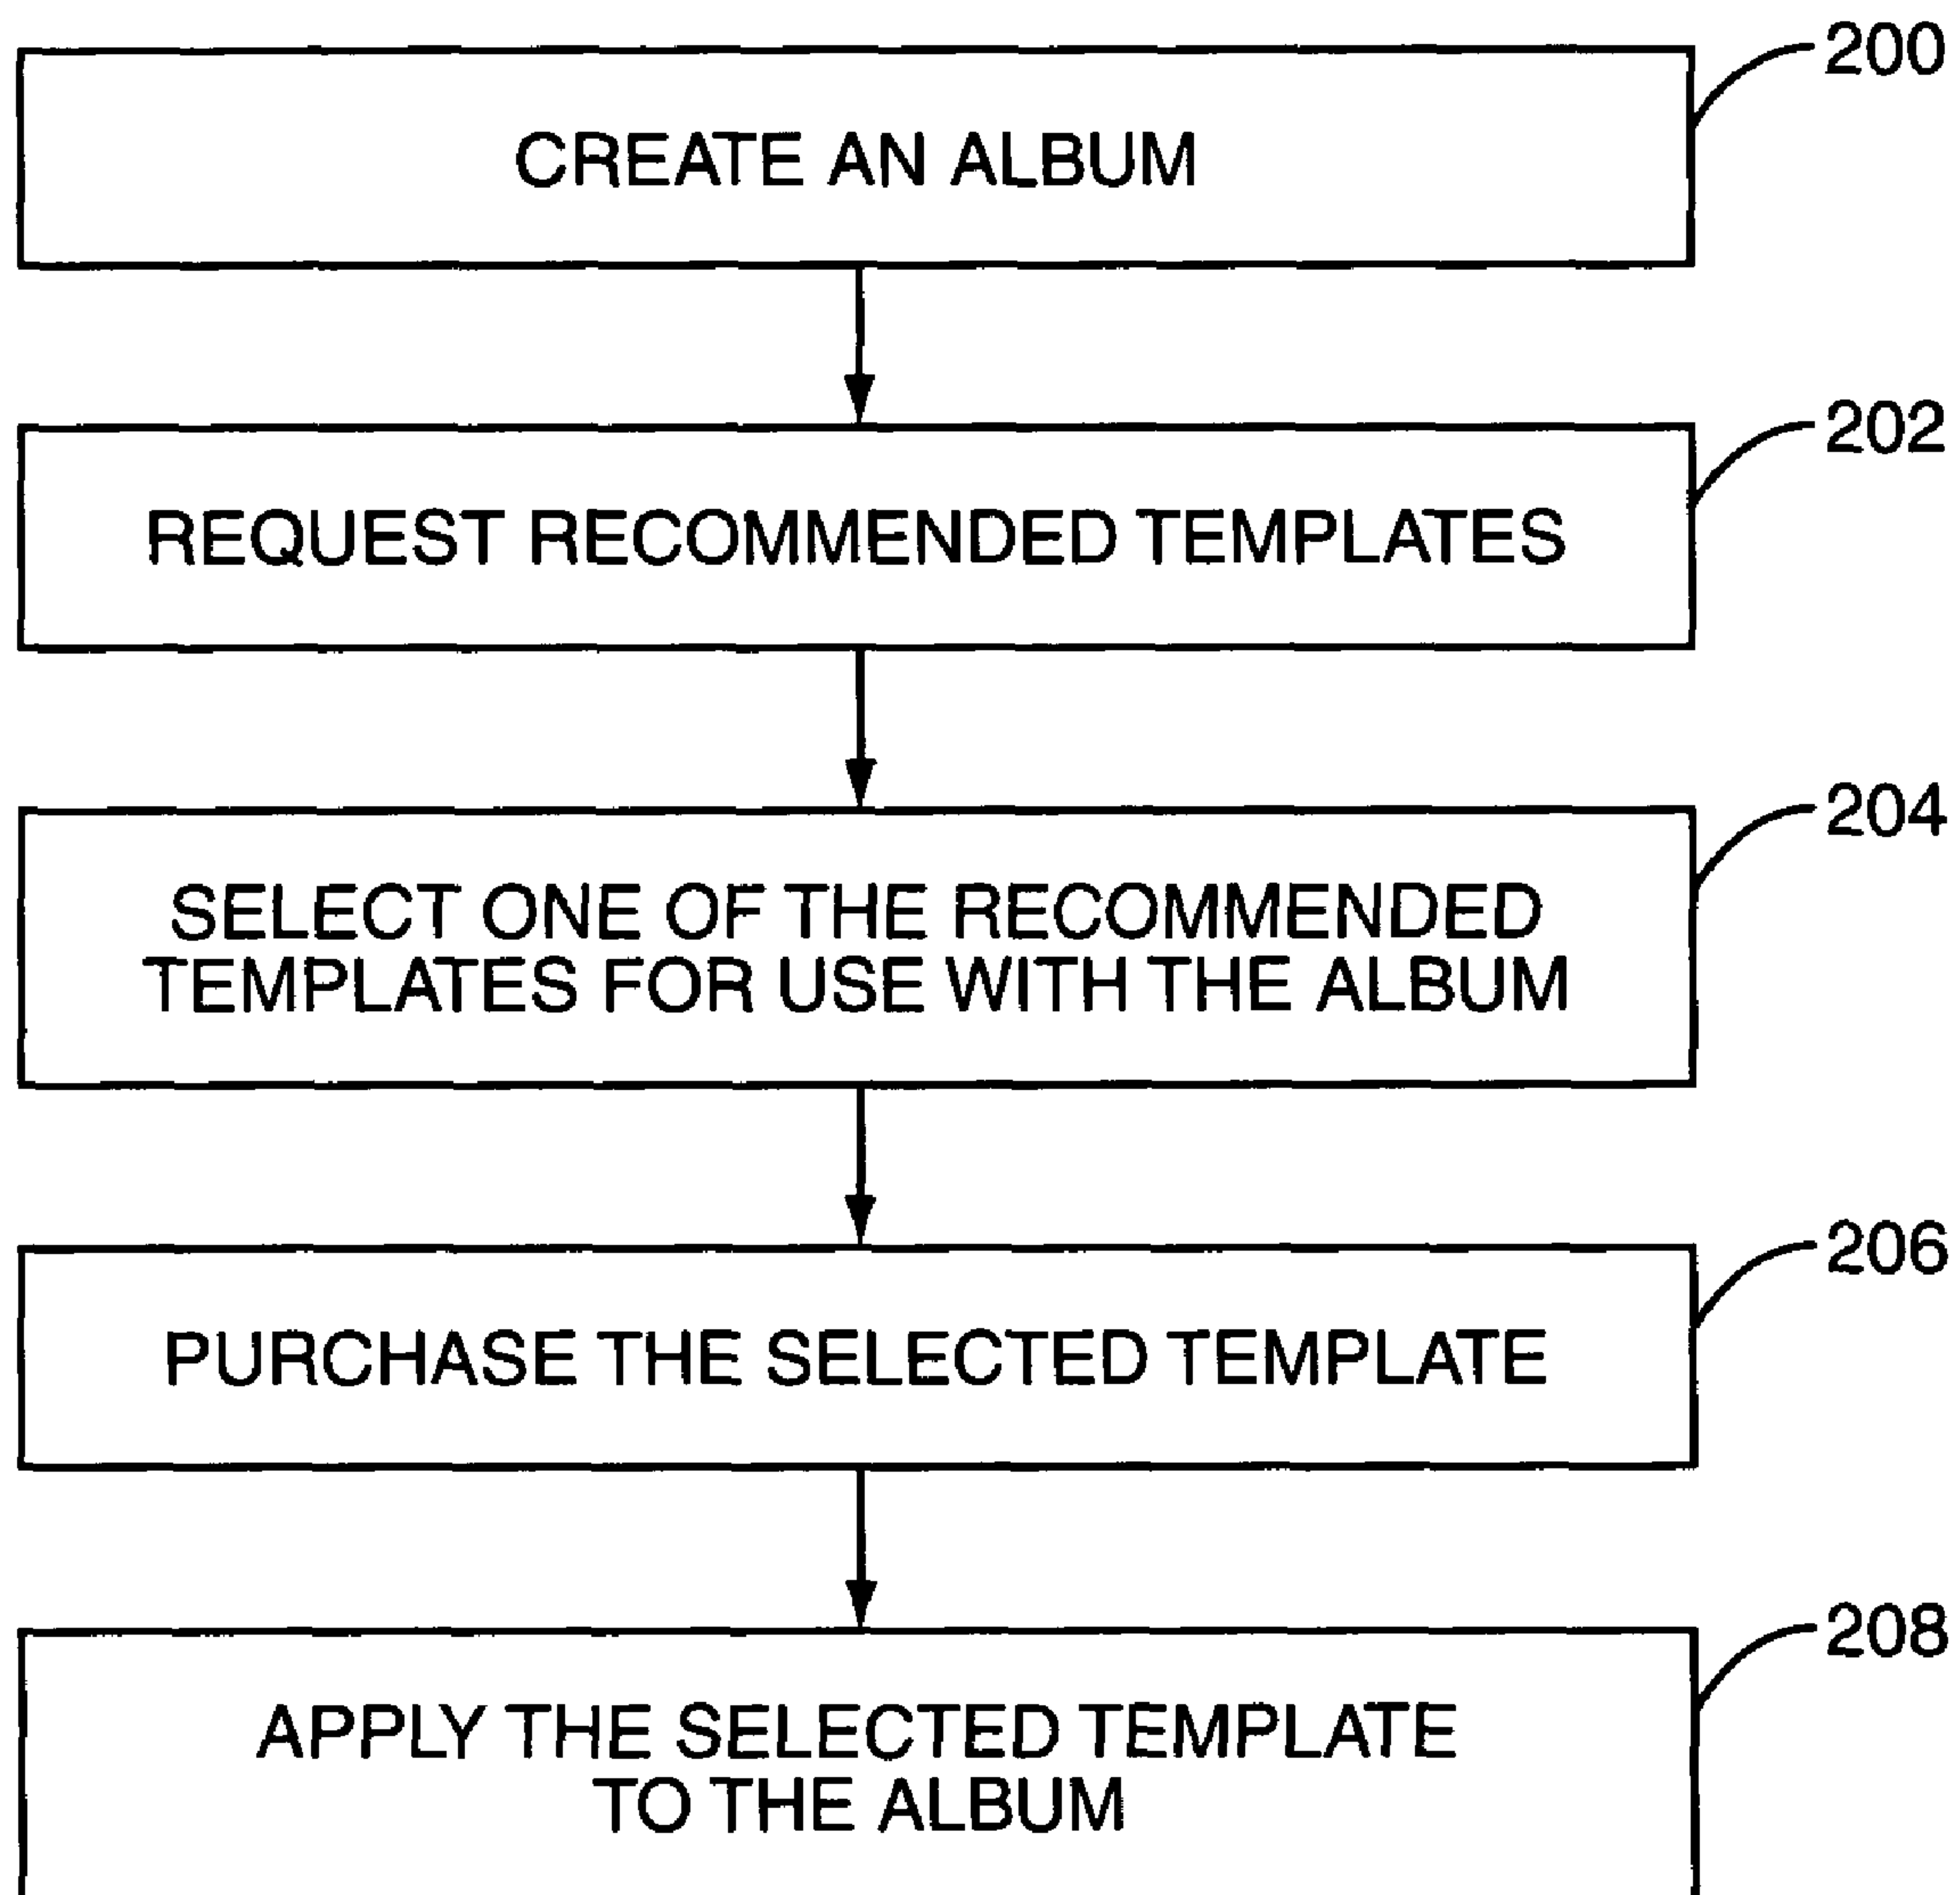 200
CREATE AN ALBUM
202
REQUEST RECOMMENDED TEMPLATES
204
SELECT ONE OF THE RECOMMENDED
TEMPLATES FOR USE WITH THE ALBUM
206
PURCHASE THE SELECTED TEMPLATE
208
APPLY THE SELECTED TEMPLATE
TO THE ALBUM